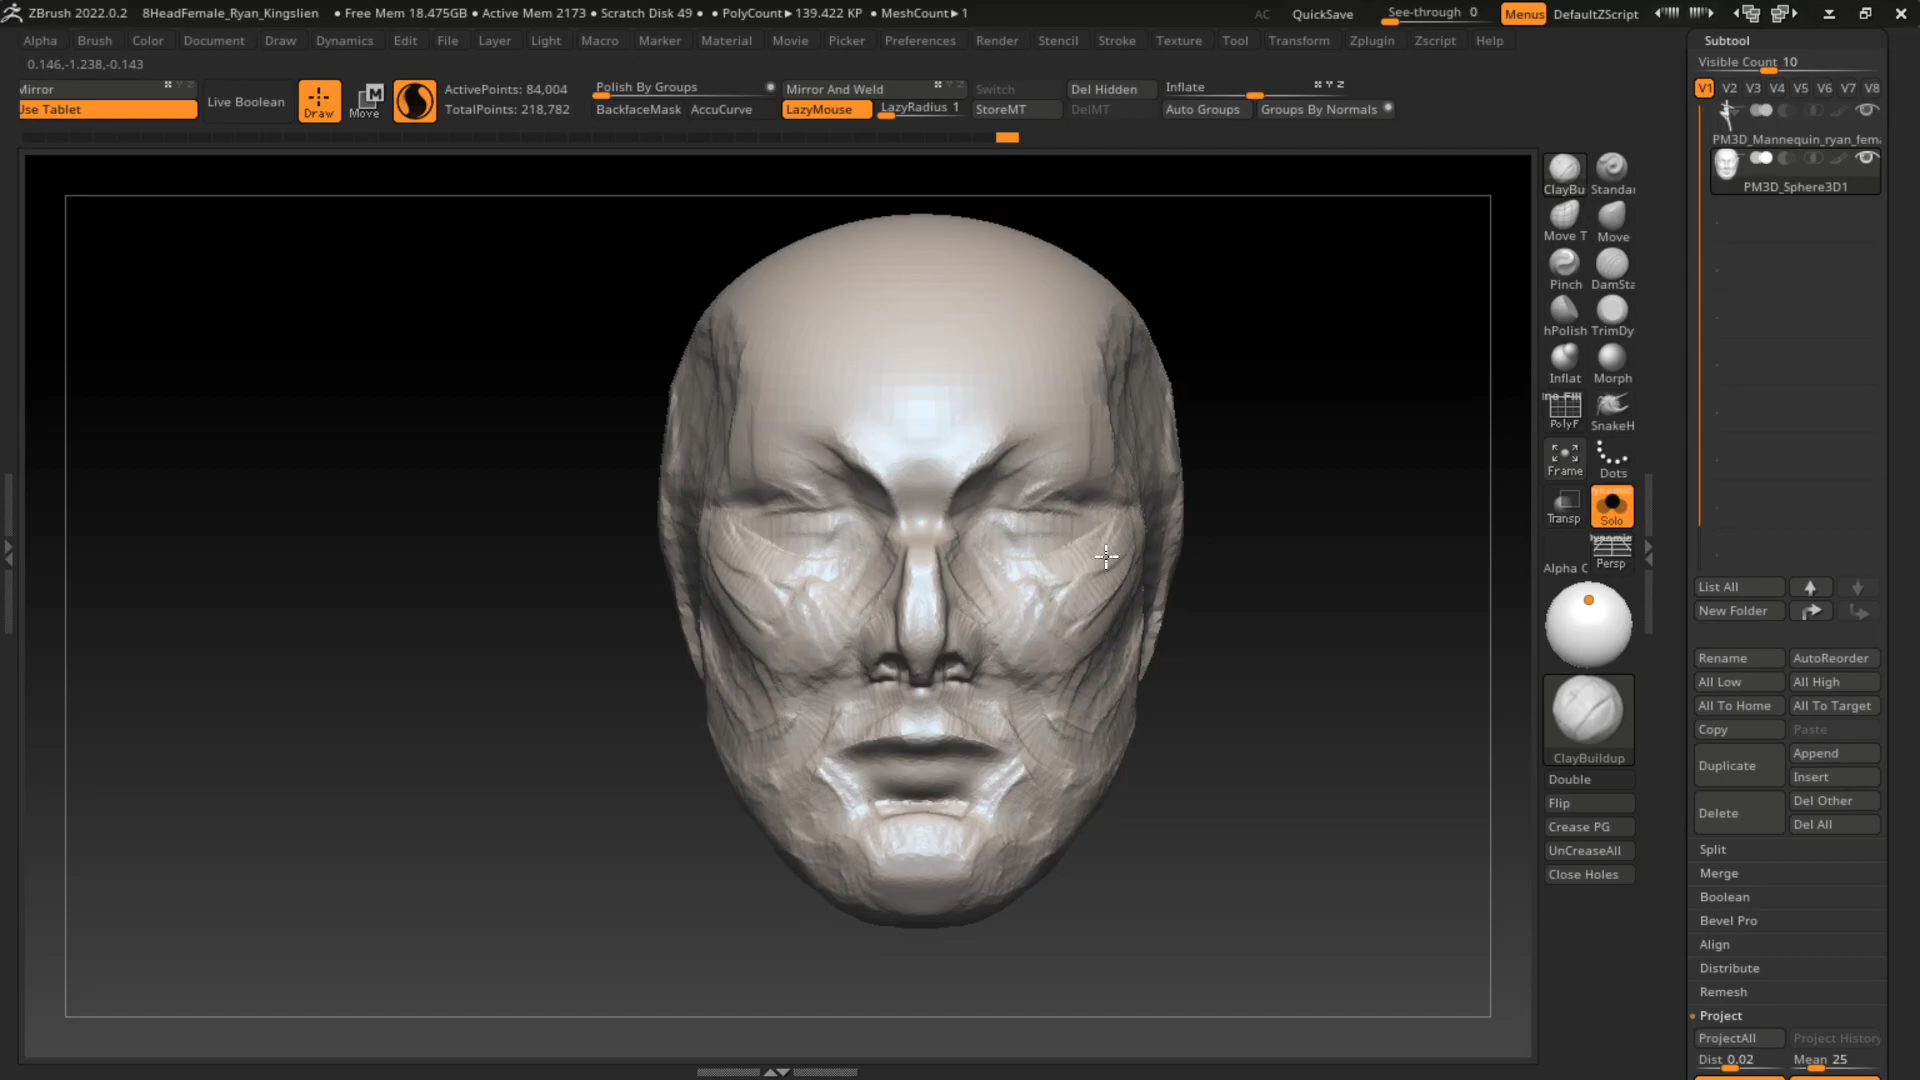 ZBrush 2022.0.2 8HeadFemale_Ryan_Kingslien • Free Mem 18.475GB • Active Mem 2173 • Scratch Disk 49 • PolyCount▸139.422 KP • MeshCount▸1 AC QuickSave See-through 0 Menus DefaultZScript
Alpha Brush Color Document Draw Dynamics Edit File Layer Light Macro Marker Material Movie Picker Preferences Render Stencil Stroke Texture Tool Transform Zplugin Zscript Help
0.146,-1.238,-0.143
Mirror
Use Tablet
Live Boolean
Draw
Move
M
ActivePoints: 84,004
TotalPoints: 218,782
Polish By Groups
BackfaceMask AccuCurve
Mirror And Weld
LazyMouse LazyRadius 1
Switch
StoreMT
Del Hidden
DelMT
Inflate
Auto Groups Groups By Normals
X Y Z
ClayBu Standar
Move T Move
Pinch DamSta
hPolish TrimDy
Inflat Morph
PolyF SnakeH
Frame Dots
Transp Solo
Dynamic
Persp
Alpha O
ClayBuildup
Double
Flip
Crease PG
UnCreaseAll
Close Holes
Subtool
Visible Count 10
V1 V2 V3 V4 V5 V6 V7 V8
PM3D_Mannequin_ryan_fema
PM3D_Sphere3D1
List All
New Folder
Rename AutoReorder
All Low All High
All To Home All To Target
Copy Paste
Duplicate Append
Insert
Delete Del Other
Del All
Split
Merge
Boolean
Bevel Pro
Align
Distribute
Remesh
Project
ProjectAll Project History
Dist 0.02 Mean 25